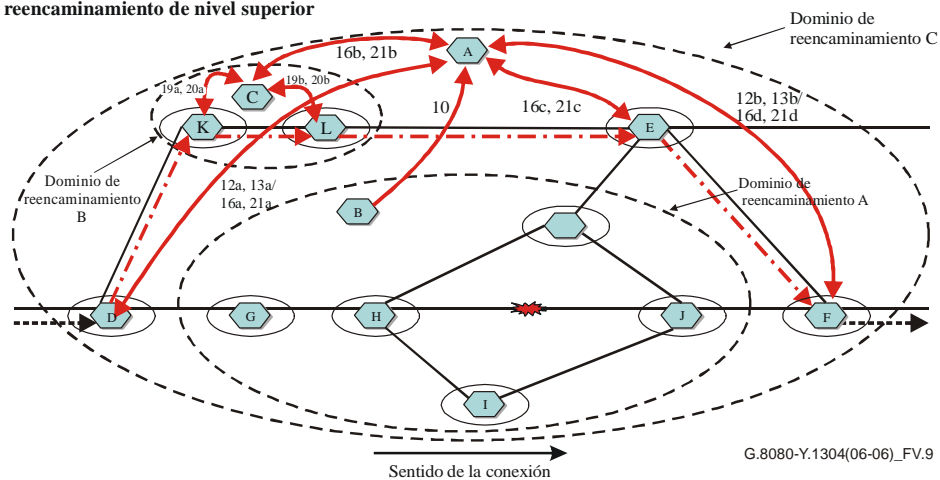 reencaminamiento de nivel superior
Dominio de
reencaminamiento C
A
16b, 21b
19a, 20a
19b, 20b
C
10
16c, 21c
12b, 13b/
16d, 21d
K
L
E
Dominio de
reencaminamiento
B
12a, 13a/
16a, 21a
Dominio de
reencaminamiento A
B
D
G
H
J
F
I
G.8080-Y.1304(06-06)_FV.9
Sentido de la conexión